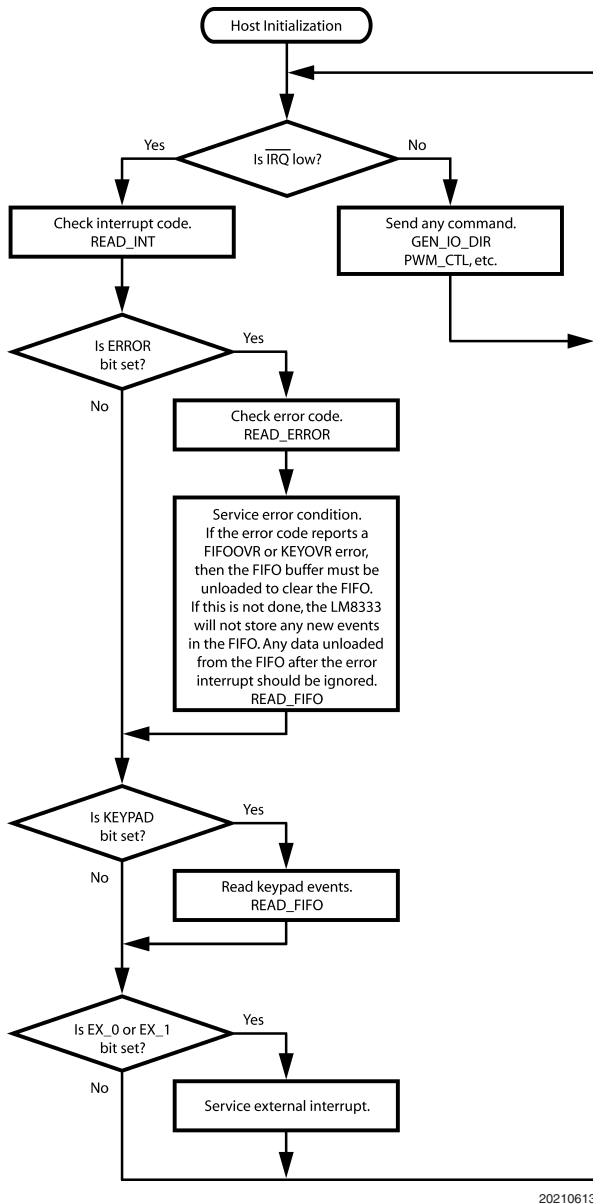 Host Initialization
Is IRQ low?
Yes
No
Check interrupt code.
READ_INT
Send any command.
GEN_IO_DIR
PWM_CTL, etc.
Is ERROR
bit set?
Yes
No
Check error code.
READ_ERROR
Service error condition.
If the error code reports a
FIFOOVR or KEYOVR error,
then the FIFO buffer must be
unloaded to clear the FIFO.
If this is not done, the LM8333
will not store any new events
in the FIFO. Any data unloaded
from the FIFO after the error
interrupt should be ignored.
READ_FIFO
Is KEYPAD
bit set?
Yes
No
Read keypad events.
READ_FIFO
Is EX_0 or EX_1
bit set?
Yes
No
Service external interrupt.
20210613